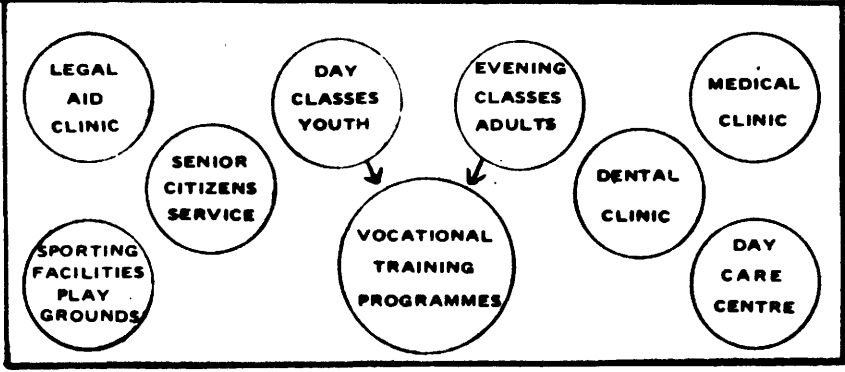 LEGAL
AID
CLINIC
DAY
CLASSES
YOUTH
EVENING
CLASSES
ADULTS
MEDICAL
CLINIC
SENIOR
CITIZENS
SERVICE
DENTAL
CLINIC
SPORTING
FACILITIES
PLAY
GROUNDS
VOCATIONAL
TRAINING
PROGRAMMES
DAY
CARE
CENTRE